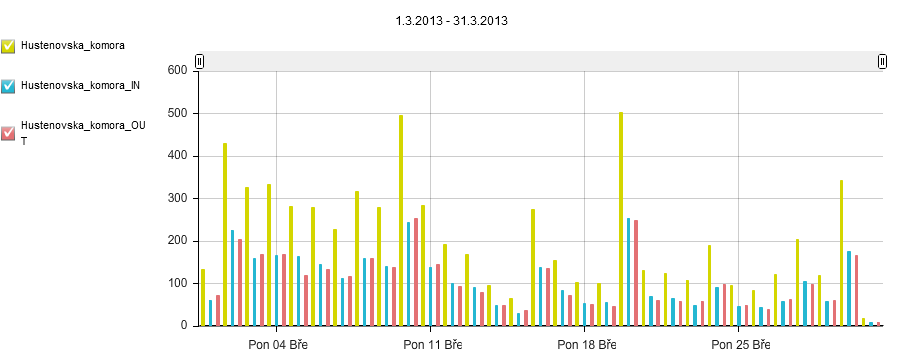 1.3.2013 - 31.3.2013
Hustenovska_komora
Hustenovska_komora_IN
Hustenovska_komora_OU
T
600
500
400
300
200
100
0
Pon 04 Bře Pon 11 Bře Pon 18 Bře Pon 25 Bře